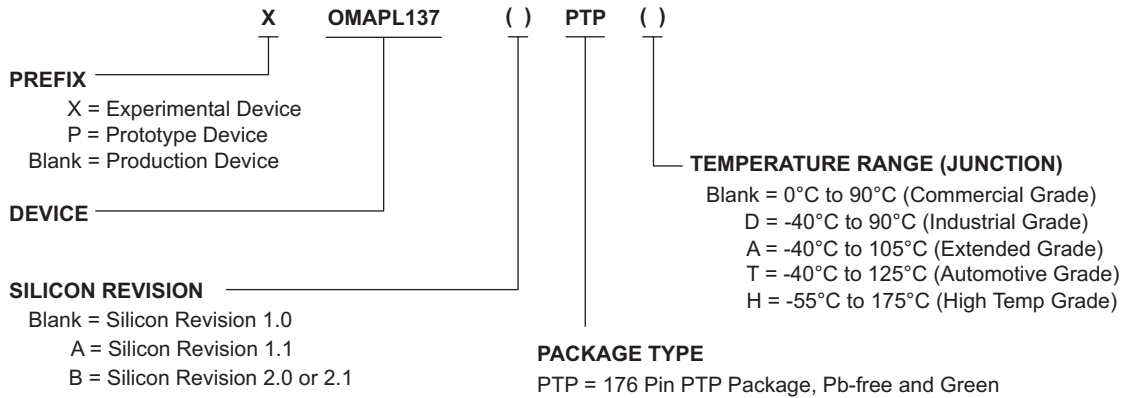 X OMAPL137 ( ) PTP ( )
PREFIX
X = Experimental Device
P = Prototype Device
Blank = Production Device
DEVICE
SILICON REVISION
Blank = Silicon Revision 1.0
A = Silicon Revision 1.1
B = Silicon Revision 2.0 or 2.1
TEMPERATURE RANGE (JUNCTION)
Blank = 0°C to 90°C (Commercial Grade)
D = -40°C to 90°C (Industrial Grade)
A = -40°C to 105°C (Extended Grade)
T = -40°C to 125°C (Automotive Grade)
H = -55°C to 175°C (High Temp Grade)
PACKAGE TYPE
PTP = 176 Pin PTP Package, Pb-free and Green